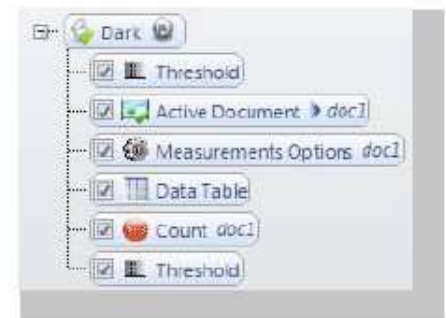 Dark
Threshold
Active Document doc1
Measurements Options doc1
Data Table
Count doc1
Threshold